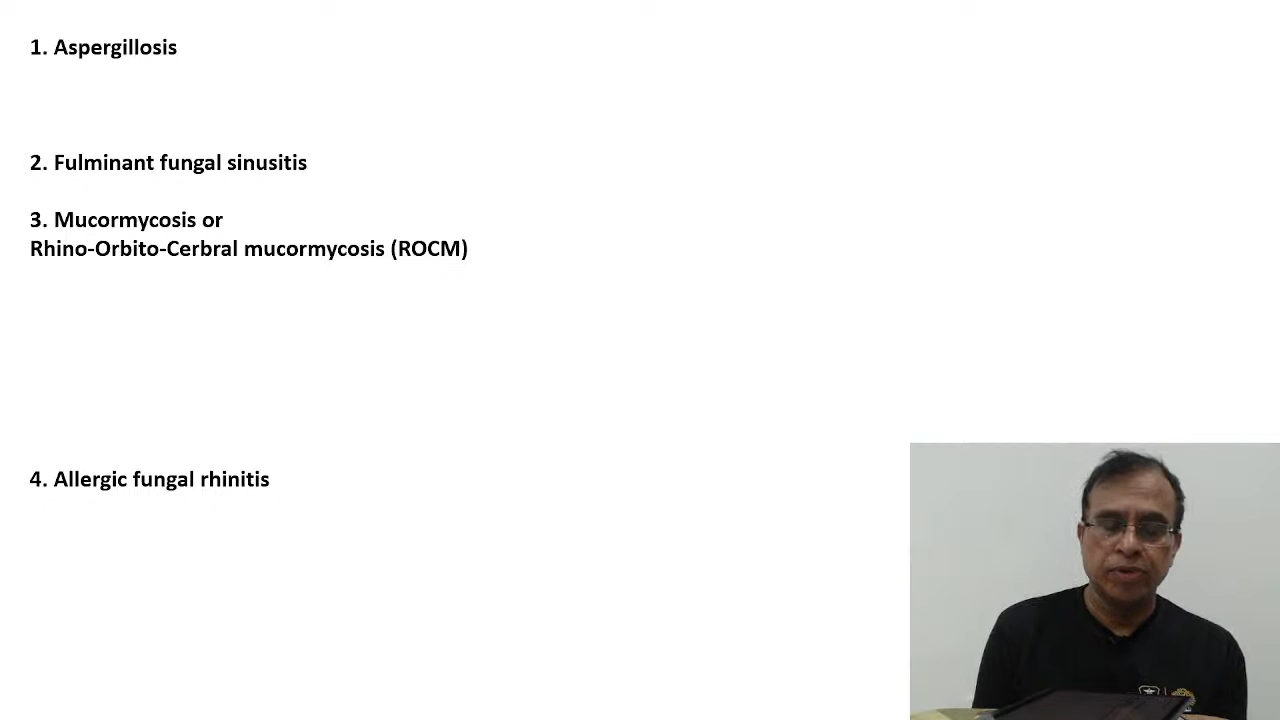 1. Aspergillosis
2. Fulminant fungal sinusitis
3. Mucormycosis or
Rhino-Orbito-Cerbral mucormycosis (ROCM)
4. Allergic fungal rhinitis